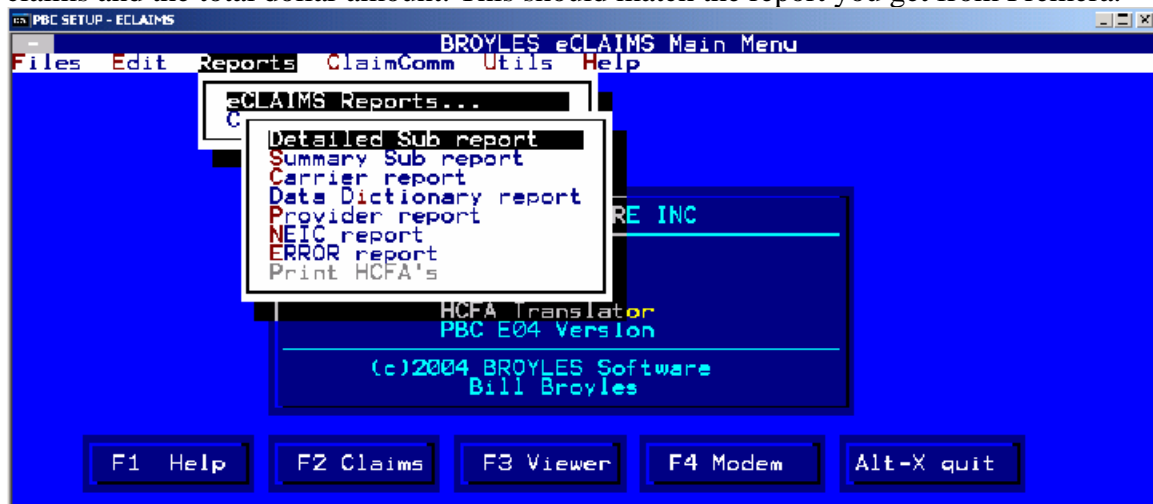 claims and the total dollar amount. This should match the report you get from Premera.
PBC SETUP - ECLAIMS
BROYLES eCLAIMS Main Menu
Files Edit Reports ClaimComm Utils Help
eCLAIMS Reports...
C
Detailed Sub report
Summary Sub report
Carrier report
Data Dictionary report
Provider report
NEIC report
ERROR report
Print HCFA's
RE INC
HCFA Translator
PBC E04 Version
(c)2004 BROYLES Software
Bill Broyles
F1 Help F2 Claims F3 Viewer F4 Modem Alt-X quit